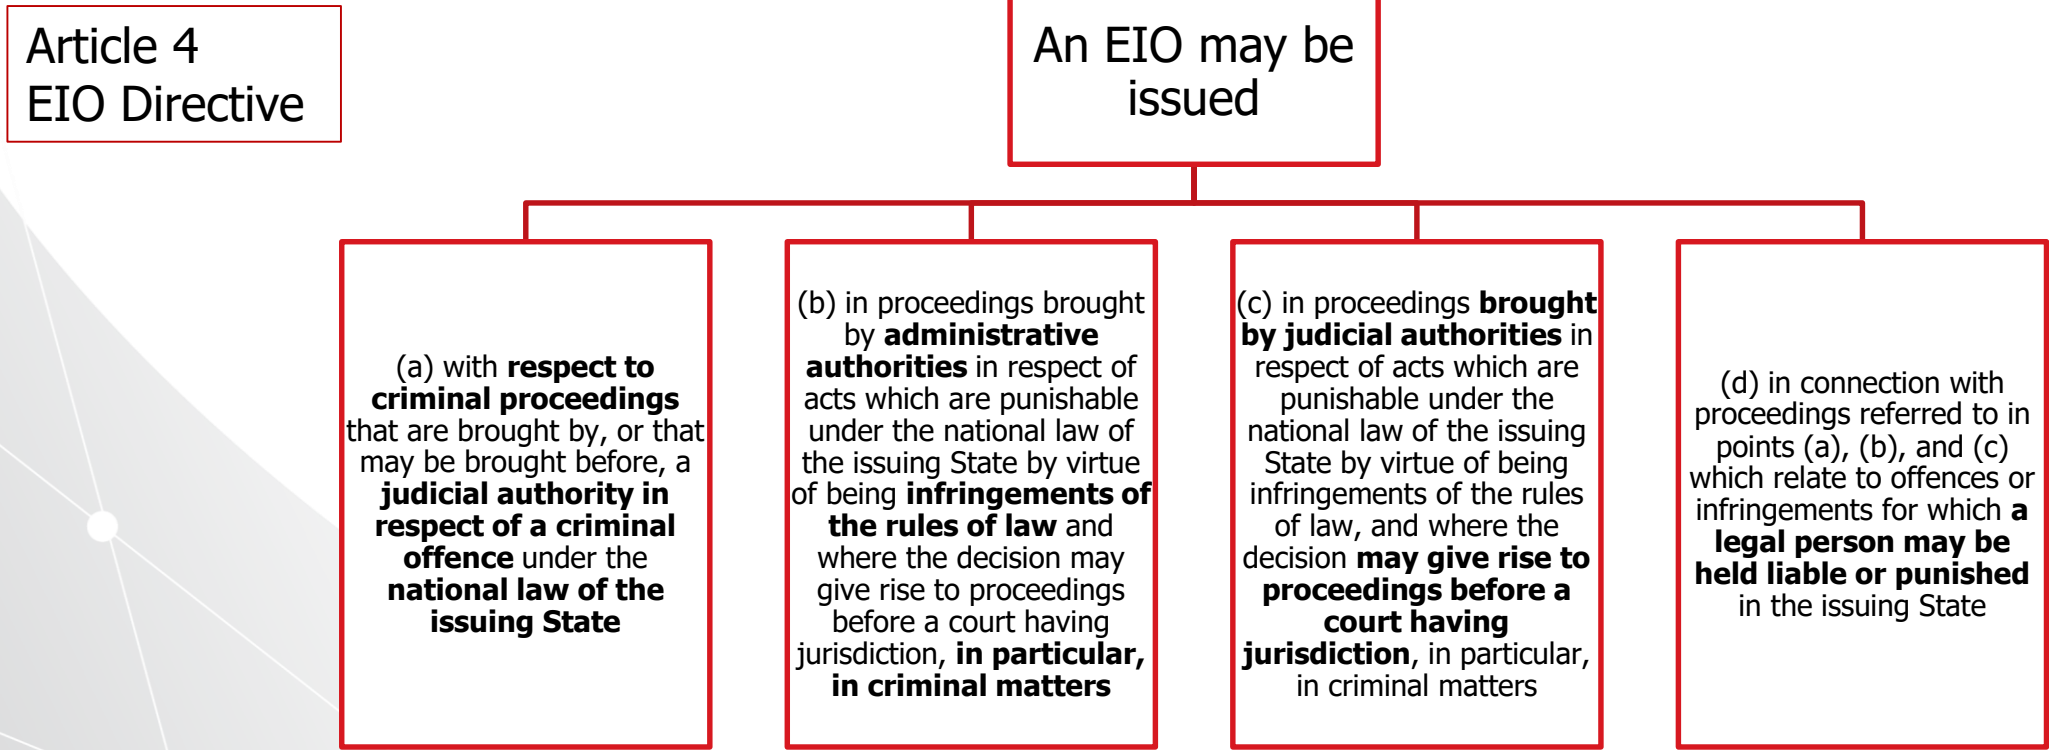 Article 4
EIO Directive
An EIO may be
issued
(a) with respect to
criminal proceedings
that are brought by, or that
may be brought before, a
judicial authority in
respect of a criminal
offence under the
national law of the
issuing State
(b) in proceedings brought
by administrative
authorities in respect of
acts which are punishable
under the national law of
the issuing State by virtue
of being infringements of
the rules of law and
where the decision may
give rise to proceedings
before a court having
jurisdiction, in particular,
in criminal matters
(c) in proceedings brought
by judicial authorities in
respect of acts which are
punishable under the
national law of the issuing
State by virtue of being
infringements of the rules
of law, and where the
decision may give rise to
proceedings before a
court having
jurisdiction, in particular,
in criminal matters
(d) in connection with
proceedings referred to in
points (a), (b), and (c)
which relate to offences or
infringements for which a
legal person may be
held liable or punished
in the issuing State